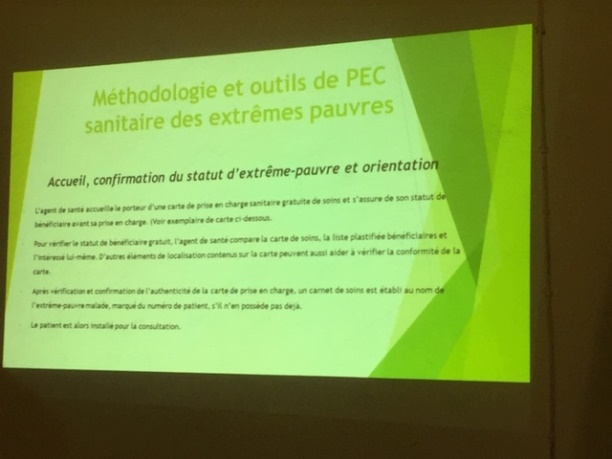 Méthodologie et outils de PEC
sanitaire des extrêmes pauvres
Accueil, confirmation du statut d'extrême-pauvre et orientation
L'agent de santé accueille le porteur d'une carte de prise en charge sanitaire gratuite de soins et s'assure de son statut de
bénéficiaire avant sa prise en charge. (Voir exemplaire de carte ci-dessous.
Pour vérifier le statut de bénéficiaire gratuit, l'agent de santé compare la carte de soins, la liste plastifiée bénéficiaires et
l'intéressé lui-même. D'autres éléments de localisation contenus sur la carte peuvent aussi aider à vérifier la conformité de la
carte.
Après vérification et confirmation de l'authenticité de la carte de prise en charge, un carnet de soins est établi au nom de
l'extrême-pauvre malade, marqué du numéro de patient, s'il n'en possède pas déjà.
Le patient est alors installé pour la consultation.